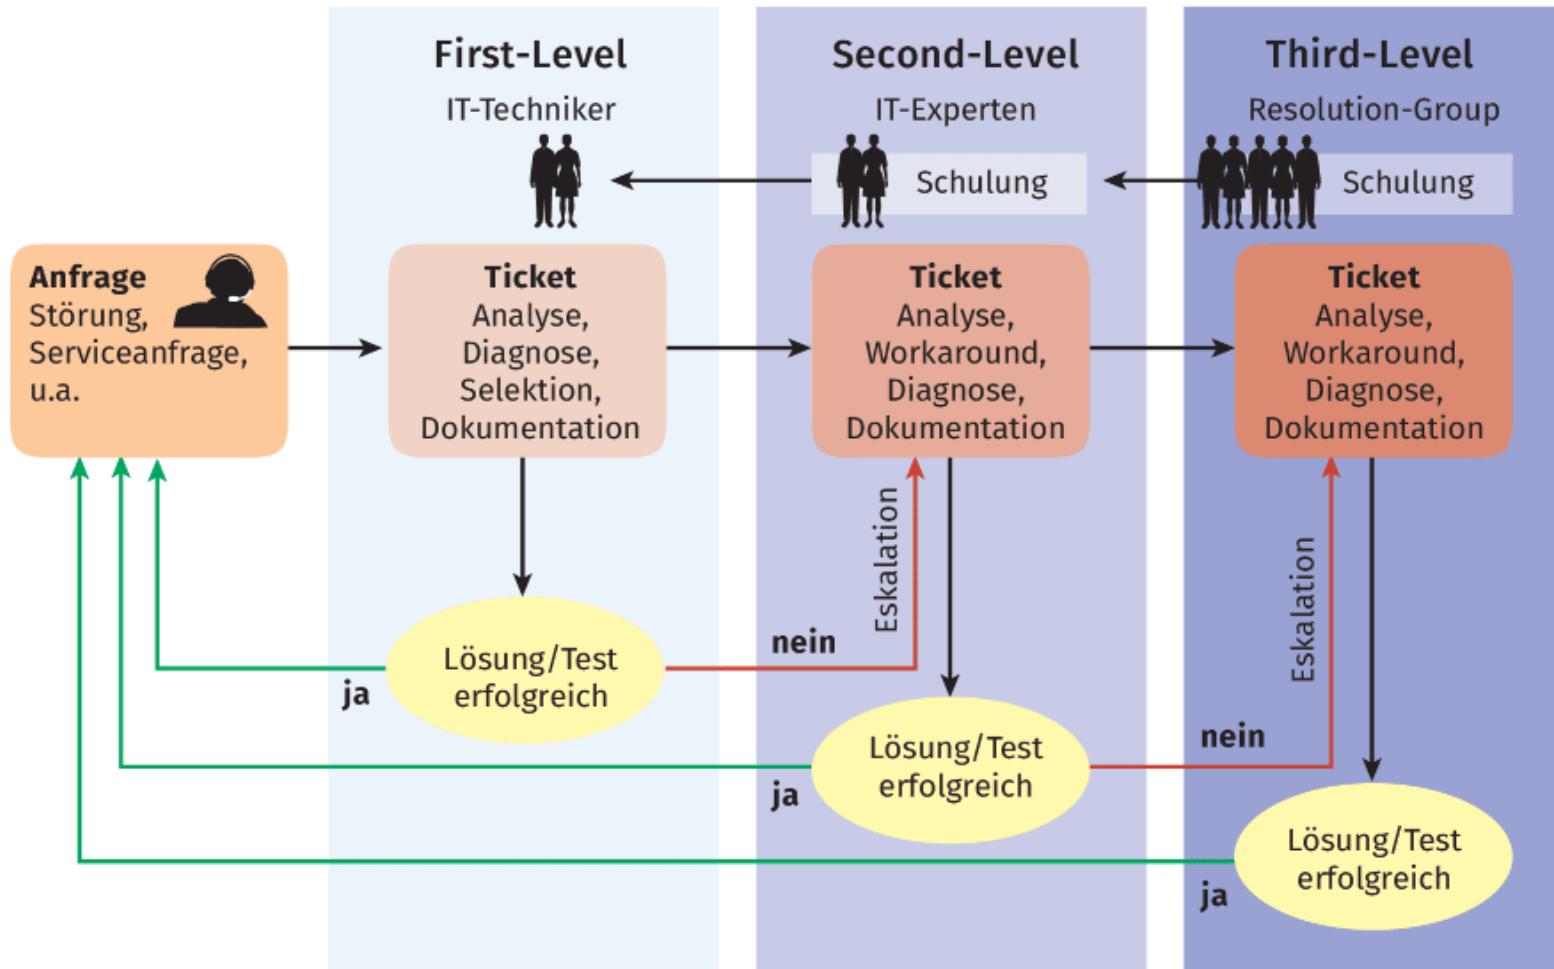 First-Level
IT-Techniker
Second-Level
IT-Experten
Schulung
Third-Level
Resolution-Group
Schulung
Anfrage
Störung,
Serviceanfrage,
u.a.
Ticket
Analyse,
Diagnose,
Selektion,
Dokumentation
Ticket
Analyse,
Workaround,
Diagnose,
Dokumentation
Ticket
Analyse,
Workaround,
Diagnose,
Dokumentation
Lösung/Test
erfolgreich
ja
nein
Eskalation
Lösung/Test
erfolgreich
ja
nein
Eskalation
Lösung/Test
erfolgreich
ja